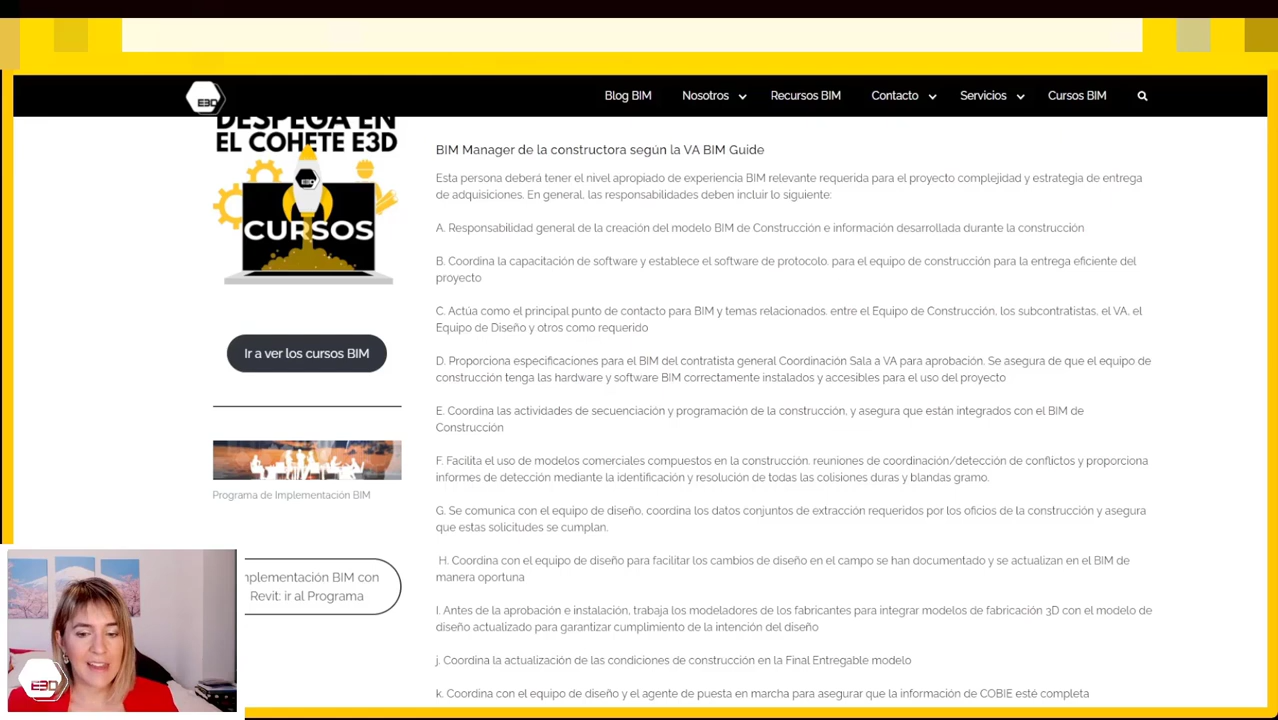 E3D
Blog BIM
Nosotros
Recursos BIM
Contacto
Servicios
Cursos BIM
DESPEGA EN
EL COHETE E3D
E3D
CURSOS
Ir a ver los cursos BIM
Programa de Implementación BIM
nplementación BIM con
Revit: ir al Programa
BIM Manager de la constructora según la VA BIM Guide
Esta persona deberá tener el nivel apropiado de experiencia BIM relevante requerida para el proyecto complejidad y estrategia de entrega
de adquisiciones. En general, las responsabilidades deben incluir lo siguiente:
A. Responsabilidad general de la creación del modelo BIM de Construcción e información desarrollada durante la construcción
B. Coordina la capacitación de software y establece el software de protocolo. para el equipo de construcción para la entrega eficiente del
proyecto
C. Actúa como el principal punto de contacto para BIM y temas relacionados. entre el Equipo de Construcción, los subcontratistas. el VA, el
Equipo de Diseño y otros como requerido
D. Proporciona especificaciones para el BIM del contratista general Coordinación Sala a VA para aprobación. Se asegura de que el equipo de
construcción tenga las hardware y software BIM correctamente instalados y accesibles para el uso del proyecto
E. Coordina las actividades de secuenciación y programación de la construcción, y asegura que están integrados con el BIM de
Construcción
F. Facilita el uso de modelos comerciales compuestos en la construcción. reuniones de coordinación/detección de conflictos y proporciona
informes de detección mediante la identificación y resolución de todas las colisiones duras y blandas gramo.
G. Se comunica con el equipo de diseño. coordina los datos conjuntos de extracción requeridos por los oficios de la construcción y asegura
que estas solicitudes se cumplan.
H. Coordina con el equipo de diseño para facilitar los cambios de diseño en el campo se han documentado y se actualizan en el BIM de
manera oportuna
I. Antes de la aprobación e instalación, trabaja los modeladores de los fabricantes para integrar modelos de fabricación 3D con el modelo de
diseño actualizado para garantizar cumplimiento de la intención del diseño
j. Coordina la actualización de las condiciones de construcción en la Final Entregable modelo
k. Coordina con el equipo de diseño y el agente de puesta en marcha para asegurar que la información de COBIE esté completa
E3D